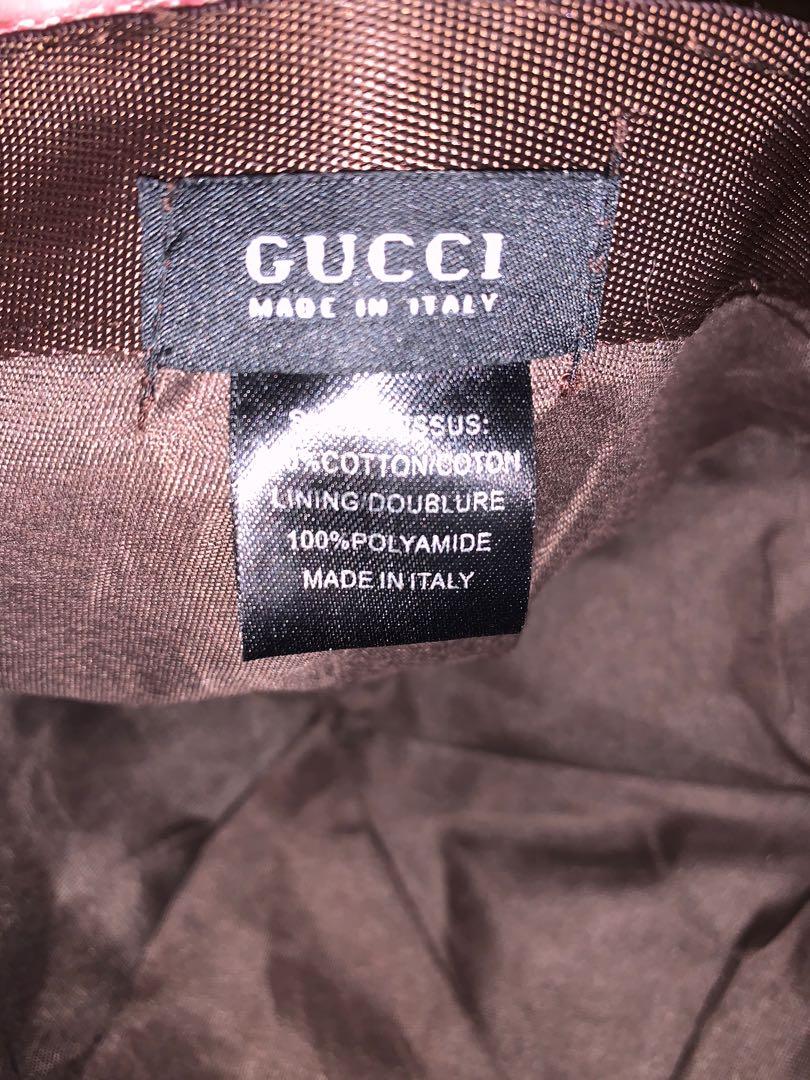 GUCCI
MADE IN ITALY
%COTTON/COTON
LINING/DOUBLURE
100%POLYAMIDE
MADE IN ITALY